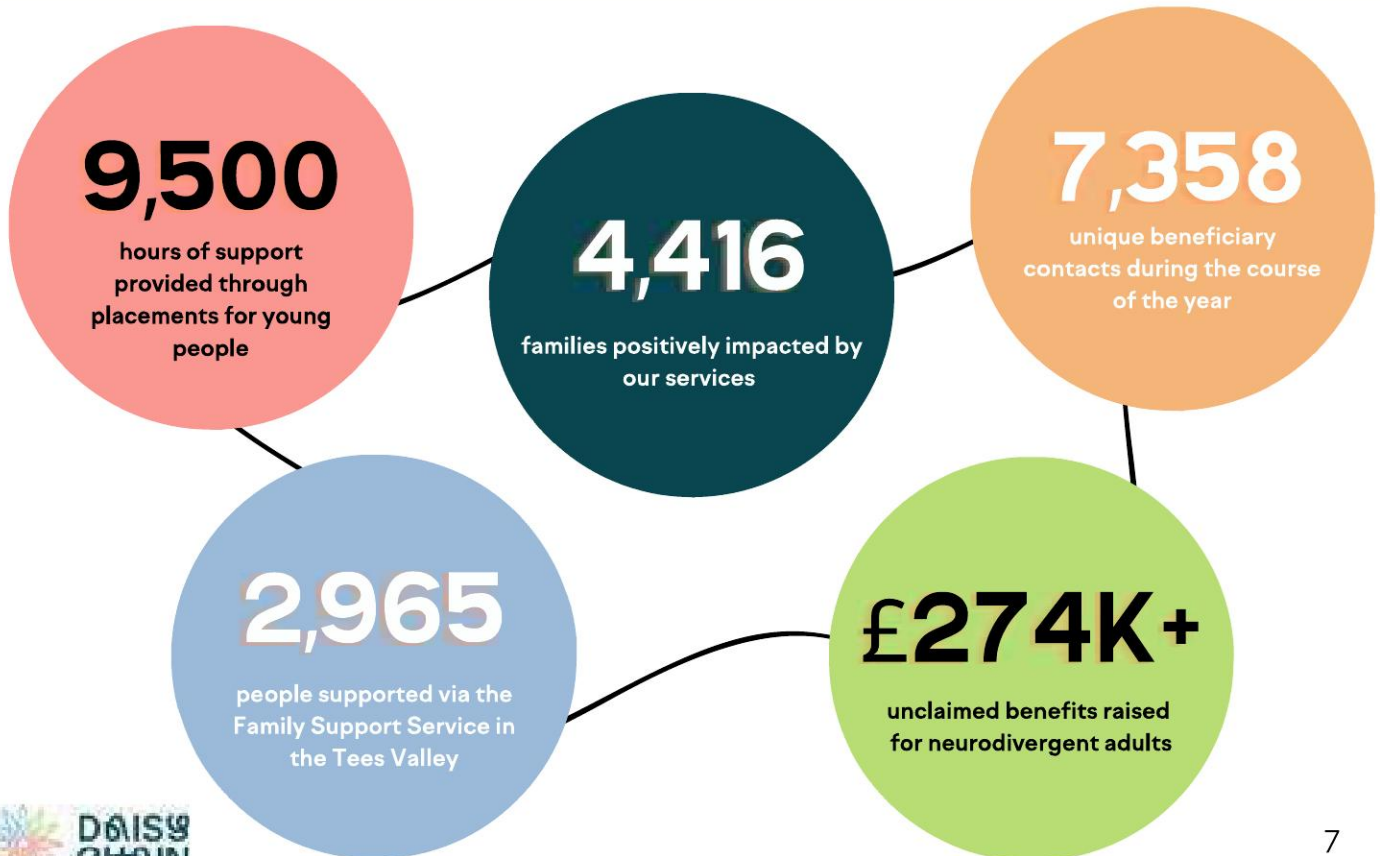 9,500
hours of support
provided through
placements for young
people
4,416
families positively impacted by
our services
7,358
unique beneficiary
contacts during the course
of the year
2,965
people supported via the
Family Support Service in
the Tees Valley
£274K+
unclaimed benefits raised
for neurodivergent adults
DAISY
CHAIN
7